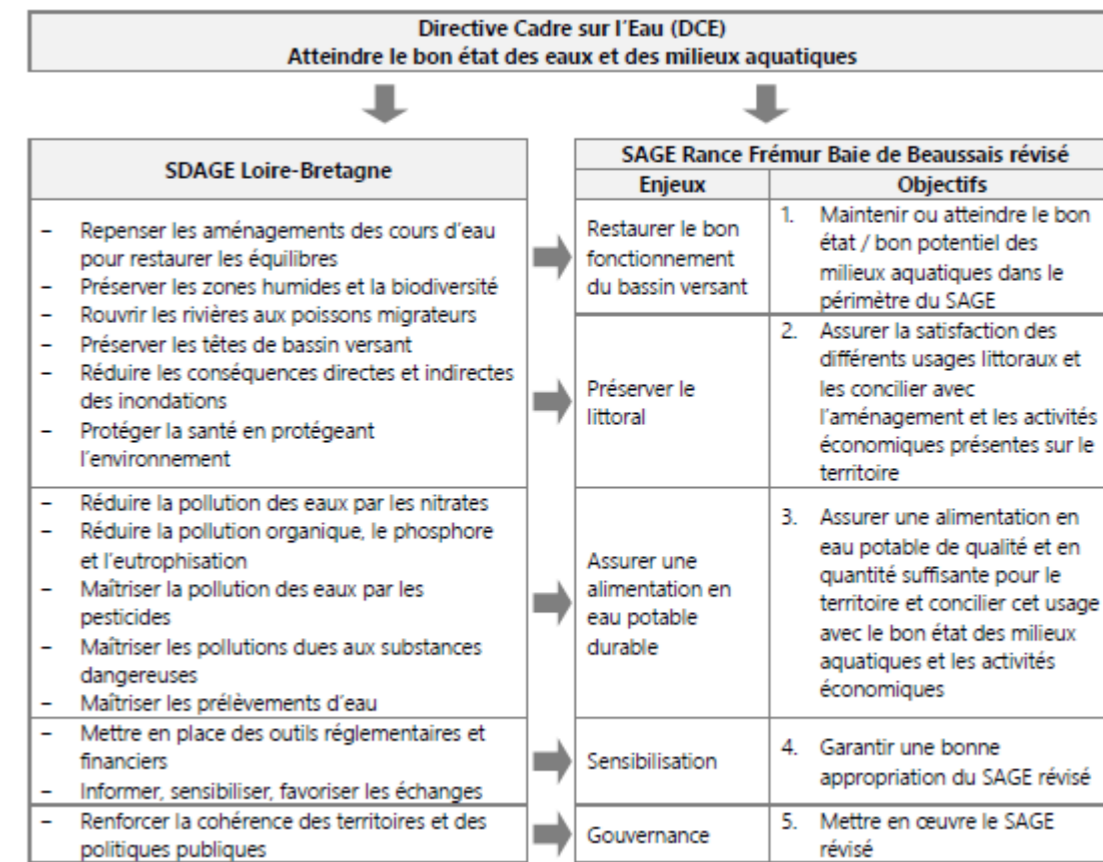 Directive Cadre sur l'Eau (DCE)
Atteindre le bon état des eaux et des milieux aquatiques
SDAGE Loire-Bretagne
– Repenser les aménagements des cours d'eau
pour restaurer les équilibres
– Préserver les zones humides et la biodiversité
– Rouvrir les rivières aux poissons migrateurs
– Préserver les têtes de bassin versant
– Réduire les conséquences directes et indirectes
des inondations
– Protéger la santé en protégeant
l'environnement
– Réduire la pollution des eaux par les nitrates
– Réduire la pollution organique, le phosphore
et l'eutrophisation
– Maîtriser la pollution des eaux par les
pesticides
– Maîtriser les pollutions dues aux substances
dangereuses
– Maîtriser les prélèvements d'eau
– Mettre en place des outils réglementaires et
financiers
– Informer, sensibiliser, favoriser les échanges
– Renforcer la cohérence des territoires et des
politiques publiques
SAGE Rance Frémur Baie de Beaussais révisé
Enjeux
Objectifs
Restaurer le bon
fonctionnement
du bassin versant
1. Maintenir ou atteindre le bon
état / bon potentiel des
milieux aquatiques dans le
périmètre du SAGE
Préserver le
littoral
2. Assurer la satisfaction des
différents usages littoraux et
les concilier avec
l'aménagement et les activités
économiques présentes sur le
territoire
Assurer une
alimentation en
eau potable
durable
3. Assurer une alimentation en
eau potable de qualité et en
quantité suffisante pour le
territoire et concilier cet usage
avec le bon état des milieux
aquatiques et les activités
économiques
Sensibilisation
4. Garantir une bonne
appropriation du SAGE révisé
Gouvernance
5. Mettre en œuvre le SAGE
révisé